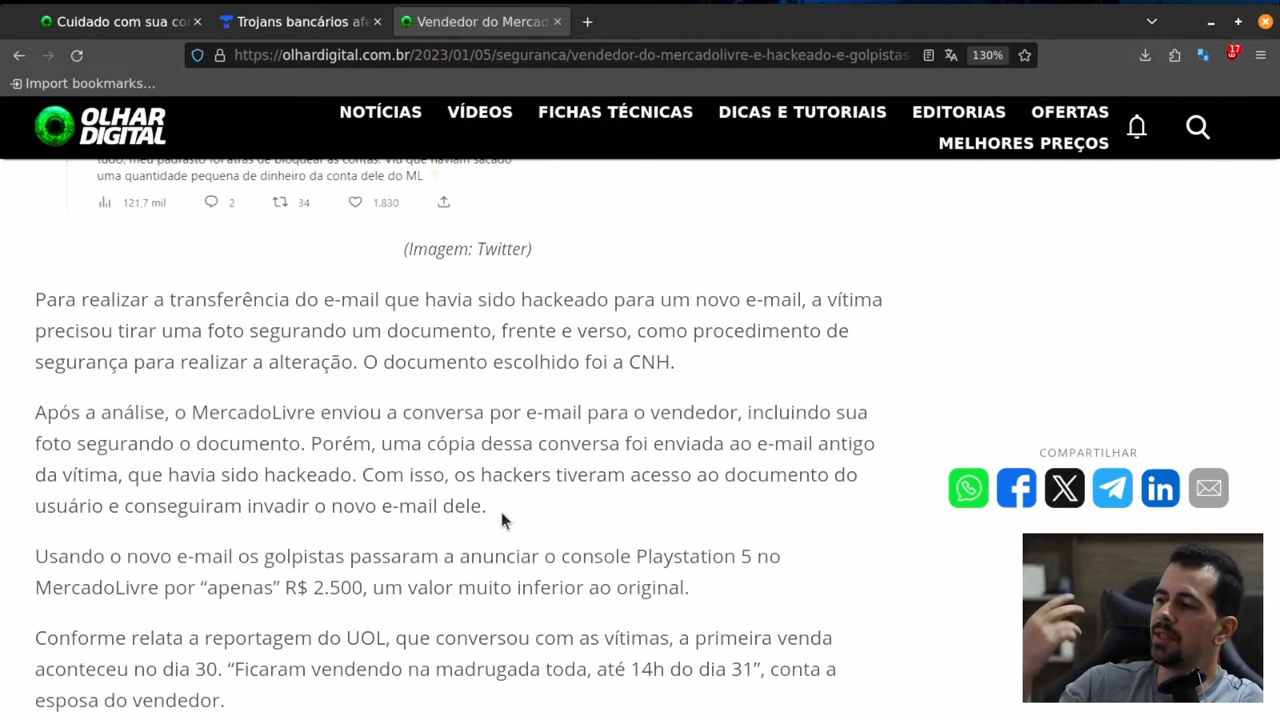 Cuidado com sua co
Trojans bancários afe
Vendedor do Mercad
https://olhardigital.com.br/2023/01/05/seguranca/vendedor-do-mercadolivre-e-hackeado-e-golpistas
130%
17
Import bookmarks...
OLHAR
DIGITAL
NOTÍCIAS VÍDEOS FICHAS TÉCNICAS DICAS E TUTORIAIS EDITORIAS OFERTAS
MELHORES PREÇOS
tudo, meu padrasto foi atrás de bloquear as contas. Viu que haviam sacado
uma quantidade pequena de dinheiro da conta dele do ML
121,7 mil 2 34 1.830
(Imagem: Twitter)
Para realizar a transferência do e-mail que havia sido hackeado para um novo e-mail, a vítima
precisou tirar uma foto segurando um documento, frente e verso, como procedimento de
segurança para realizar a alteração. O documento escolhido foi a CNH.
Após a análise, o MercadoLivre enviou a conversa por e-mail para o vendedor, incluindo sua
foto segurando o documento. Porém, uma cópia dessa conversa foi enviada ao e-mail antigo
da vítima, que havia sido hackeado. Com isso, os hackers tiveram acesso ao documento do
usuário e conseguiram invadir o novo e-mail dele.
COMPARTILHAR
Usando o novo e-mail os golpistas passaram a anunciar o console Playstation 5 no
MercadoLivre por “apenas” R$ 2.500, um valor muito inferior ao original.
Conforme relata a reportagem do UOL, que conversou com as vítimas, a primeira venda
aconteceu no dia 30. “Ficaram vendendo na madrugada toda, até 14h do dia 31”, conta a
esposa do vendedor.